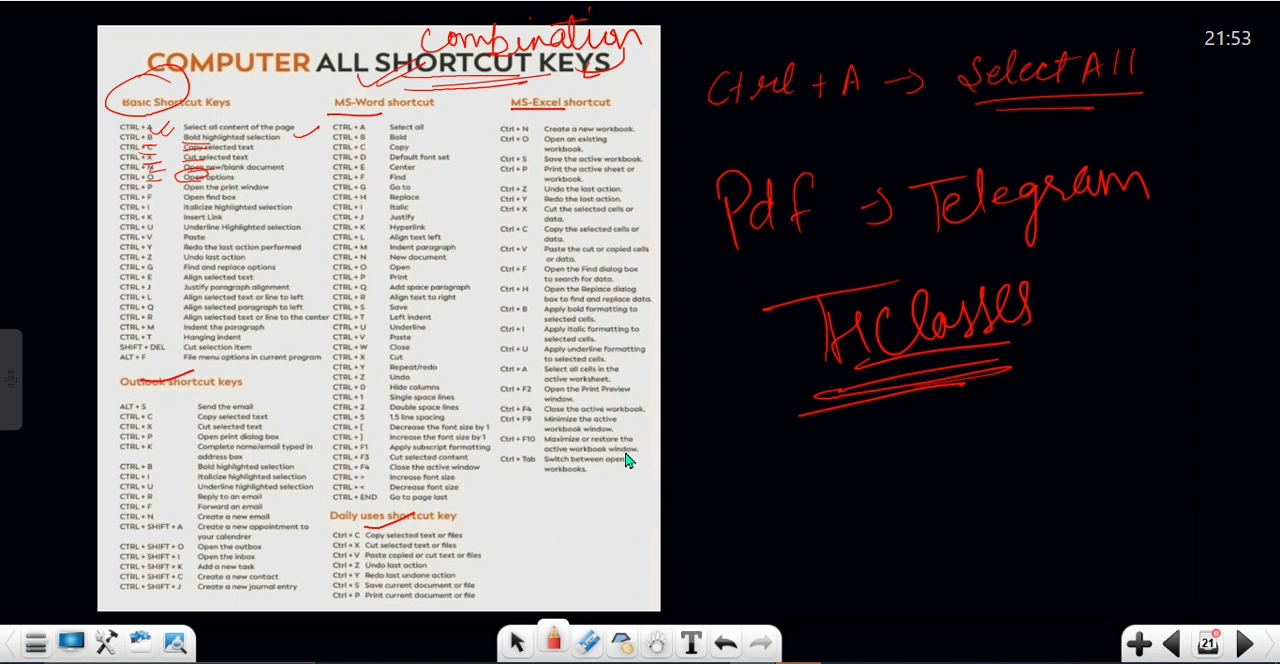 21:53
combination
COMPUTER ALL SHORTCUT KEYS
Basic Shortcut Keys
CTRL + A Select all content of the page
CTRL + B Bold highlighted selection
CTRL + C Copy selected text
CTRL + X Cut selected text
CTRL + N Open new/blank document
CTRL + O Open options
CTRL + P Open the print window
CTRL + F Open find box
CTRL + I Italicize highlighted selection
CTRL + K Insert Link
CTRL + U Underline Highlighted selection
CTRL + V Paste
CTRL + Y Redo the last action performed
CTRL + Z Undo last action
CTRL + G Find and replace options
CTRL + E Align selected text
CTRL + J Justify paragraph alignment
CTRL + L Align selected text or line to left
CTRL + Q Align selected paragraph to left
CTRL + R Align selected text or line to the center
CTRL + M Indent the paragraph
CTRL + T Hanging indent
SHIFT + DEL Cut selection item
ALT + F File menu options in current program
Outlook shortcut keys
ALT + S Send the email
CTRL + C Copy selected text
CTRL + X Cut selected text
CTRL + P Open print dialog box
CTRL + K Complete name/email typed in
address box
CTRL + B Bold highlighted selection
CTRL + I Italicize highlighted selection
CTRL + U Underline highlighted selection
CTRL + R Reply to an email
CTRL + F Forward an email
CTRL + N Create a new email
CTRL + SHIFT + A Create a new appointment to
your calendrer
CTRL + SHIFT + O Open the outbox
CTRL + SHIFT + I Open the inbox
CTRL + SHIFT + K Add a new task
CTRL + SHIFT + C Create a new contact
CTRL + SHIFT + J Create a new journal entry
MS-Word shortcut
CTRL + A Select all
CTRL + B Bold
CTRL + C Copy
CTRL + D Default font set
CTRL + E Center
CTRL + F Find
CTRL + G Go to
CTRL + H Replace
CTRL + I Italic
CTRL + J Justify
CTRL + K Hyperlink
CTRL + L Align text left
CTRL + M Indent paragraph
CTRL + N New document
CTRL + O Open
CTRL + P Print
CTRL + Q Add space paragraph
CTRL + R Align text to right
CTRL + S Save
CTRL + T Left indent
CTRL + U Underline
CTRL + V Paste
CTRL + W Close
CTRL + X Cut
CTRL + Y Repeat/redo
CTRL + Z Undo
CTRL + 0 Hide columns
CTRL + 1 Single space lines
CTRL + 2 Double space lines
CTRL + 5 1.5 line spacing
CTRL + [ Decrease the font size by 1
CTRL + ] Increase the font size by 1
CTRL + F1 Apply subscript formatting
CTRL + F3 Cut selected content
CTRL + F4 Close the active window
CTRL + > Increase font size
CTRL + < Decrease font size
CTRL + END Go to page last
Daily uses shortcut key
Ctrl + C Copy selected text or files
Ctrl + X Cut selected text or files
Ctrl + V Paste copied or cut text or files
Ctrl + Z Undo last action
Ctrl + Y Redo last undone action
Ctrl + S Save current document or file
Ctrl + P Print current document or file
MS-Excel shortcut
Ctrl + N Create a new workbook.
Ctrl + O Open an existing
workbook.
Ctrl + S Save the active workbook.
Ctrl + P Print the active sheet or
workbook.
Ctrl + Z Undo the last action.
Ctrl + Y Redo the last action.
Ctrl + X Cut the selected cells or
data.
Ctrl + C Copy the selected cells or
data.
Ctrl + V Paste the cut or copied cells
or data.
Ctrl + F Open the Find dialog box
to search for data.
Ctrl + H Open the Replace dialog
box to find and replace data.
Ctrl + B Apply bold formatting to
selected cells.
Ctrl + I Apply italic formatting to
selected cells.
Ctrl + U Apply underline formatting
to selected cells.
Ctrl + A Select all cells in the
active worksheet.
Ctrl + F2 Open the Print Preview
window.
Ctrl + F4 Close the active workbook.
Ctrl + F9 Minimize the active
workbook window.
Ctrl + F10 Maximize or restore the
active workbook window.
Ctrl + Tab Switch between open
workbooks.
Ctrl + A → Select All
Pdf → Telegram
THClasses
T
21